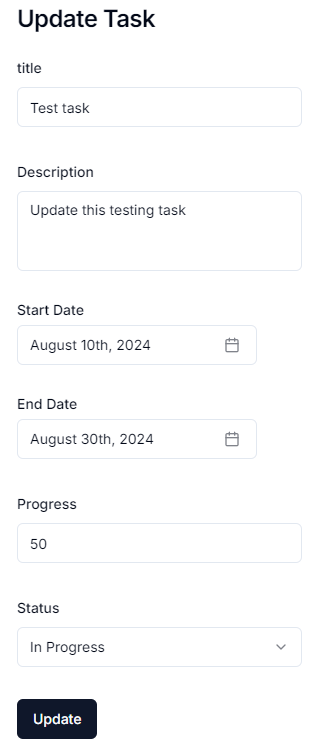 Update Task
title
Test task
Description
Update this testing task
Start Date
August 10th, 2024
End Date
August 30th, 2024
Progress
50
Status
In Progress
Update